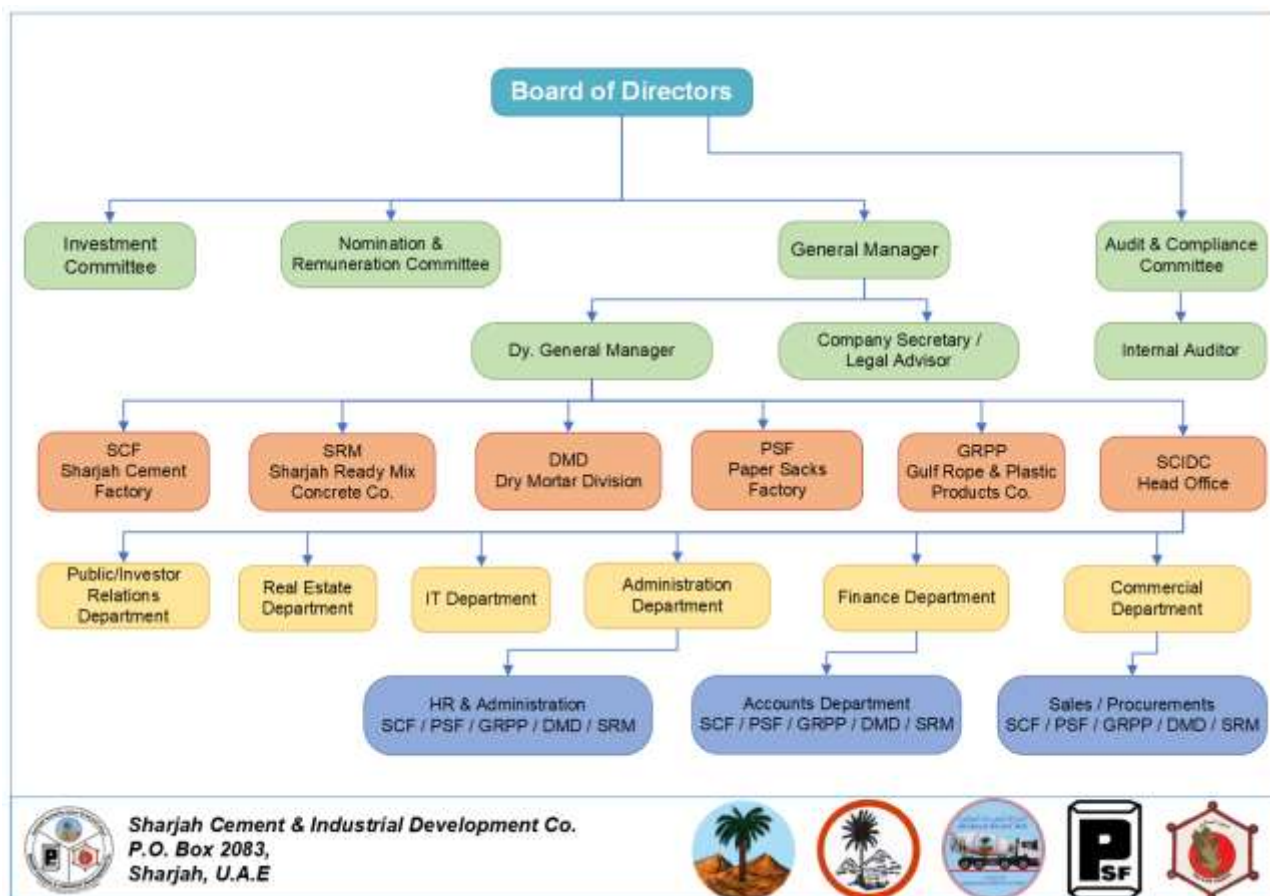 Board of Directors
Investment
Committee
Nomination &
Remuneration Committee
General Manager
Audit & Compliance
Committee
Dy. General Manager
Company Secretary /
Legal Advisor
Internal Auditor
SCF
Sharjah Cement
Factory
SRM
Sharjah Ready Mix
Concrete Co.
DMD
Dry Mortar Division
PSF
Paper Sacks
Factory
GRPP
Gulf Rope & Plastic
Products Co.
SCIDC
Head Office
Public/Investor
Relations
Department
Real Estate
Department
IT Department
Administration
Department
Finance Department
Commercial
Department
HR & Administration
SCF / PSF / GRPP / DMD / SRM
Accounts Department
SCF / PSF / GRPP / DMD / SRM
Sales / Procurements
SCF / PSF / GRPP / DMD / SRM
Sharjah Cement & Industrial Development Co.
P.O. Box 2083,
Sharjah, U.A.E
PSF